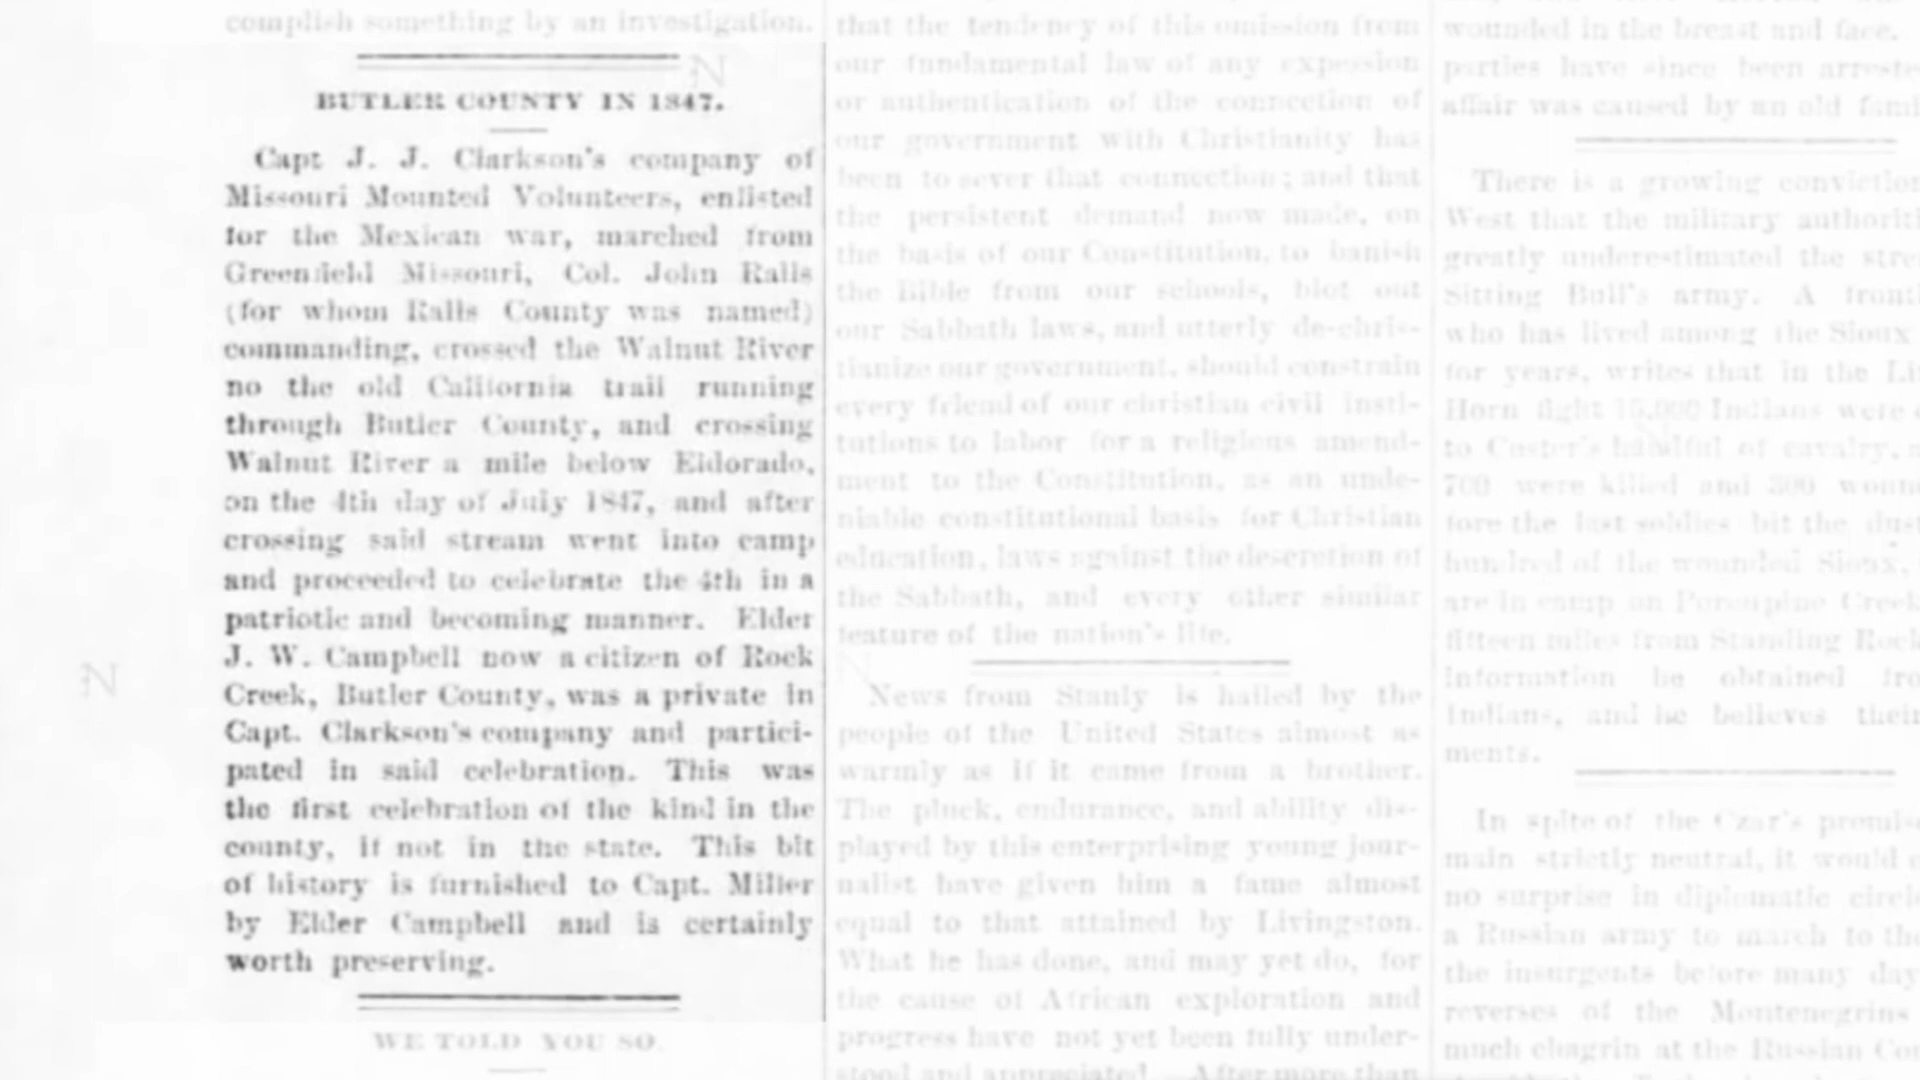 complish something by an investigation.
BUTLER COUNTY IN 1847.
Capt J. J. Clarkson's company of
Missouri Mounted Volunteers, enlisted
for the Mexican war, marched from
Greenfield Missouri, Col. John Ralls
(for whom Ralls County was named)
commanding, crossed the Walnut River
no the old California trail running
through Butler County, and crossing
Walnut River a mile below Eldorado,
on the 4th day of July 1847, and after
crossing said stream went into camp
and proceeded to celebrate the 4th in a
patriotic and becoming manner. Elder
J. W. Campbell now a citizen of Rock
Creek, Butler County, was a private in
Capt. Clarkson's company and partici-
pated in said celebration. This was
the first celebration of the kind in the
county, if not in the state. This bit
of history is furnished to Capt. Miller
by Elder Campbell and is certainly
worth preserving.
WE TOLD YOU SO.
that the tendency of this omission from
our fundamental law of any expession
or authentication of the connection of
our government with Christianity has
been to sever that connection; and that
the persistent demand now made, on
the basis of our Constitution, to banish
the Bible from our schools, blot out
our Sabbath laws, and utterly de-chris-
tianize our government, should constrain
every friend of our christian civil insti-
tutions to labor for a religious amend-
ment to the Constitution, as an unde-
niable constitutional basis for Christian
education, laws against the desecretion of
the Sabbath, and every other similar
feature of the nation's life.
News from Stanly is hailed by the
people of the United States almost as
warmly as if it came from a brother.
The pluck, endurance, and ability dis-
played by this enterprising young jour-
nalist have given him a fame almost
equal to that attained by Livingston.
What he has done, and may yet do, for
the cause of African exploration and
progress have not yet been fully under-
stood and appreciated. After more than
wounded in the breast and face.
parties have since been
affair was caused by an old
There is a growing
West that the military
greatly underestimated the
Sitting Bull's army. A
who has lived among the Sioux
for years, writes that in the
Horn fight 15,000 Indians were
to Custer's handful of cavalry,
700 were killed and 300
fore the last soldies bit the dust
hundred of the wounded Sioux,
are in camp on Porcupine Creek
fifteen miles from Standing Rock
information he obtained
Indians, and he believes their
ments.
In spite of the Czar's
main strictly neutral, it would
no surprise in diplomatic
a Russian army to march to the
the insurgents before many
reverses of the Montenegrins
much chagrin at the Russian